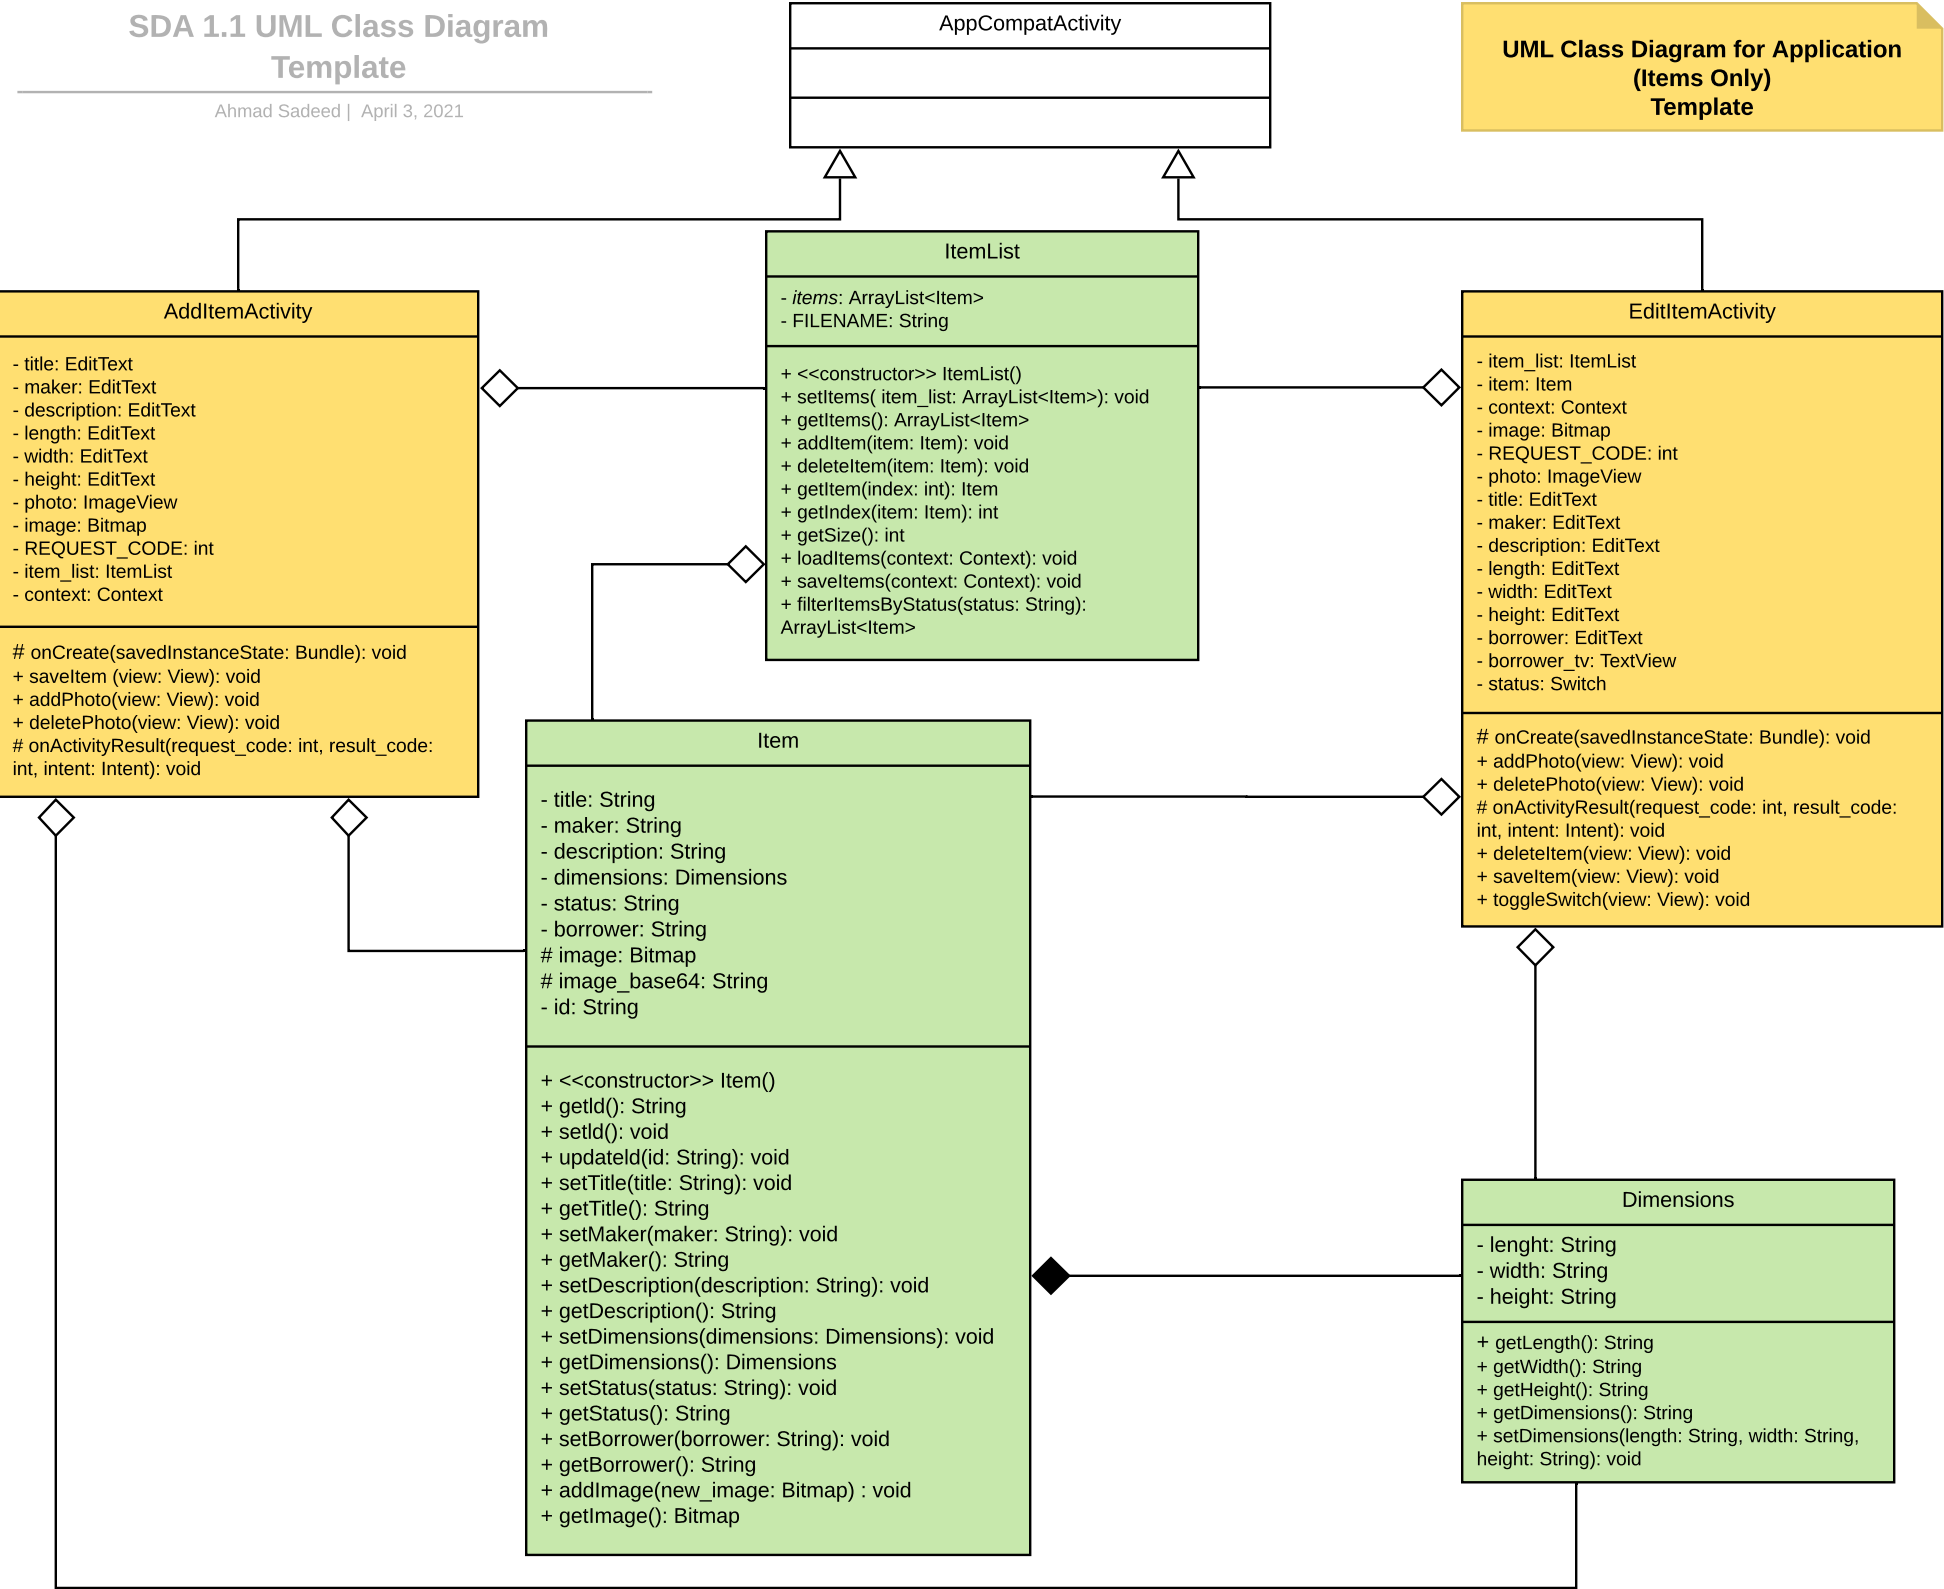 SDA 1.1 UML Class Diagram
Template
Ahmad Sadeed |  April 3, 2021
AppCompatActivity
UML Class Diagram for Application
(Items Only)
Template
AddItemActivity
- title: EditText
- maker: EditText
- description: EditText
- length: EditText
- width: EditText
- height: EditText
- photo: ImageView
- image: Bitmap
- REQUEST_CODE: int
- item_list: ItemList
- context: Context
# onCreate(savedInstanceState: Bundle): void
+ saveItem (view: View): void
+ addPhoto(view: View): void
+ deletePhoto(view: View): void
# onActivityResult(request_code: int, result_code:
int, intent: Intent): void
ItemList
- items: ArrayList<Item>
- FILENAME: String
+ <<constructor>> ItemList()
+ setItems( item_list: ArrayList<Item>): void
+ getItems(): ArrayList<Item>
+ addItem(item: Item): void
+ deleteItem(item: Item): void
+ getItem(index: int): Item
+ getIndex(item: Item): int
+ getSize(): int
+ loadItems(context: Context): void
+ saveItems(context: Context): void
+ filterItemsByStatus(status: String):
ArrayList<Item>
EditItemActivity
- item_list: ItemList
- item: Item
- context: Context
- image: Bitmap
- REQUEST_CODE: int
- photo: ImageView
- title: EditText
- maker: EditText
- description: EditText
- length: EditText
- width: EditText
- height: EditText
- borrower: EditText
- borrower_tv: TextView
- status: Switch
# onCreate(savedInstanceState: Bundle): void
+ addPhoto(view: View): void
+ deletePhoto(view: View): void
# onActivityResult(request_code: int, result_code:
int, intent: Intent): void
+ deleteItem(view: View): void
+ saveItem(view: View): void
+ toggleSwitch(view: View): void
Item
- title: String
- maker: String
- description: String
- dimensions: Dimensions
- status: String
- borrower: String
# image: Bitmap
# image_base64: String
- id: String
+ <<constructor>> Item()
+ getId(): String
+ setId(): void
+ updateId(id: String): void
+ setTitle(title: String): void
+ getTitle(): String
+ setMaker(maker: String): void
+ getMaker(): String
+ setDescription(description: String): void
+ getDescription(): String
+ setDimensions(dimensions: Dimensions): void
+ getDimensions(): Dimensions
+ setStatus(status: String): void
+ getStatus(): String
+ setBorrower(borrower: String): void
+ getBorrower(): String
+ addImage(new_image: Bitmap) : void
+ getImage(): Bitmap
Dimensions
- lenght: String
- width: String
- height: String
+ getLength(): String
+ getWidth(): String
+ getHeight(): String
+ getDimensions(): String
+ setDimensions(length: String, width: String,
height: String): void